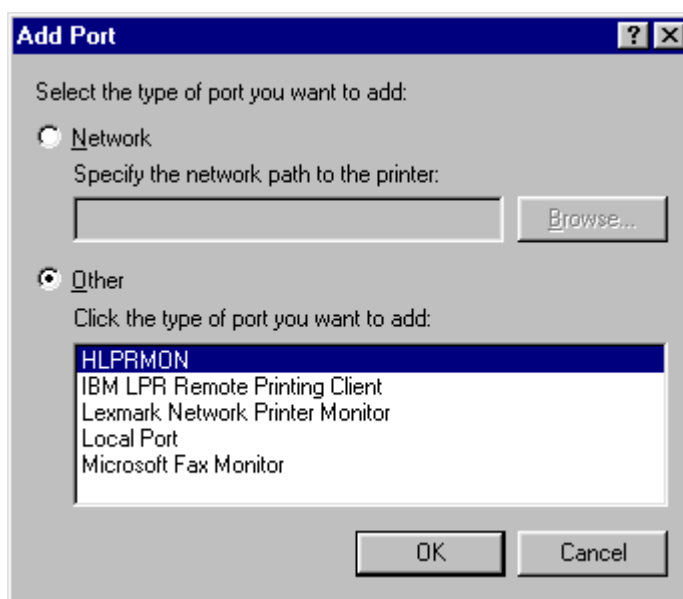 Add Port
Select the type of port you want to add:
Network
Specify the network path to the printer:
Browse...
Other
Click the type of port you want to add:
HLPRMON
IBM LPR Remote Printing Client
Lexmark Network Printer Monitor
Local Port
Microsoft Fax Monitor
OK Cancel